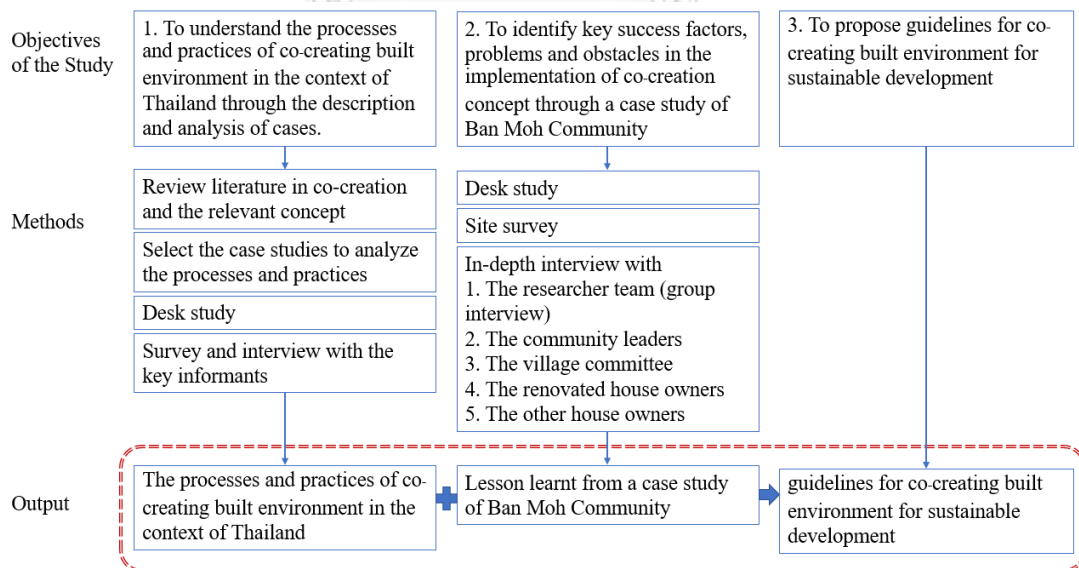 Objectives
of the Study
1. To understand the processes
and practices of co-creating built
environment in the context of
Thailand through the description
and analysis of cases.
2. To identify key success factors,
problems and obstacles in the
implementation of co-creation
concept through a case study of
Ban Moh Community
3. To propose guidelines for co-
creating built environment for
sustainable development
Methods
Review literature in co-creation
and the relevant concept
Select the case studies to analyze
the processes and practices
Desk study
Survey and interview with the
key informants
Desk study
Site survey
In-depth interview with
1. The researcher team (group
interview)
2. The community leaders
3. The village committee
4. The renovated house owners
5. The other house owners
Output
The processes and practices of co-
creating built environment in the
context of Thailand
Lesson learnt from a case study
of Ban Moh Community
guidelines for co-creating built
environment for sustainable
development